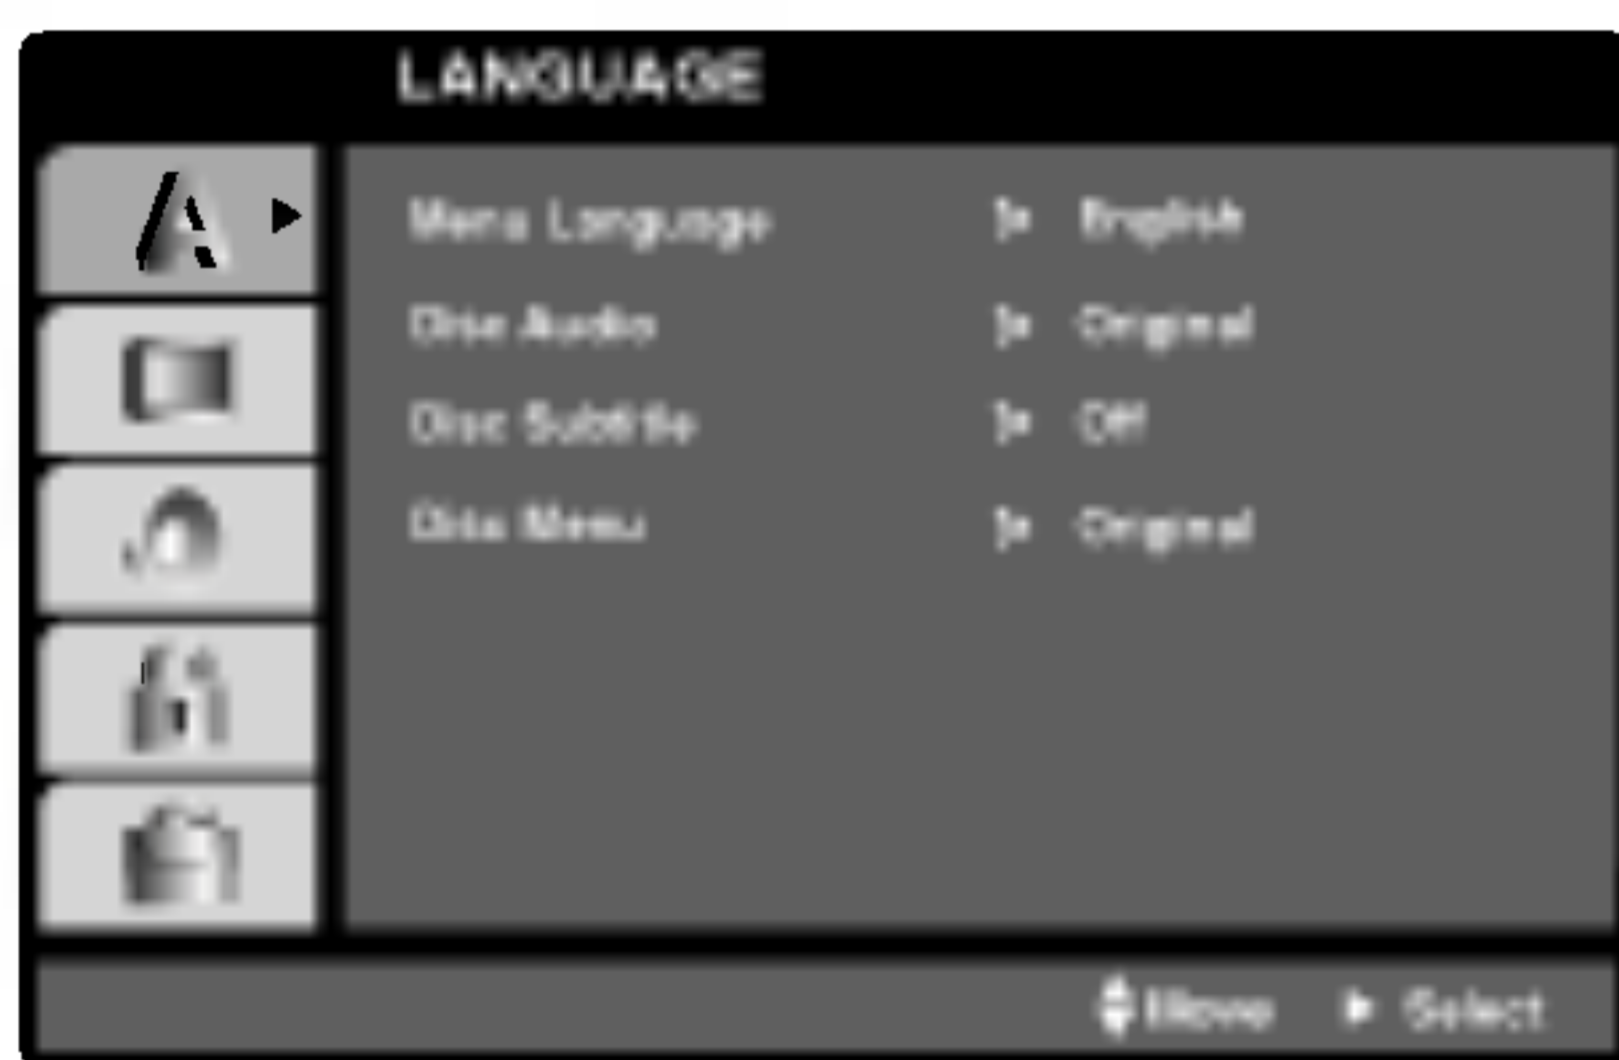 LANGUAGE
Menu Language English
Disc Audio Original
Disc Subtitle Off
Disc Menu Original
Move Select